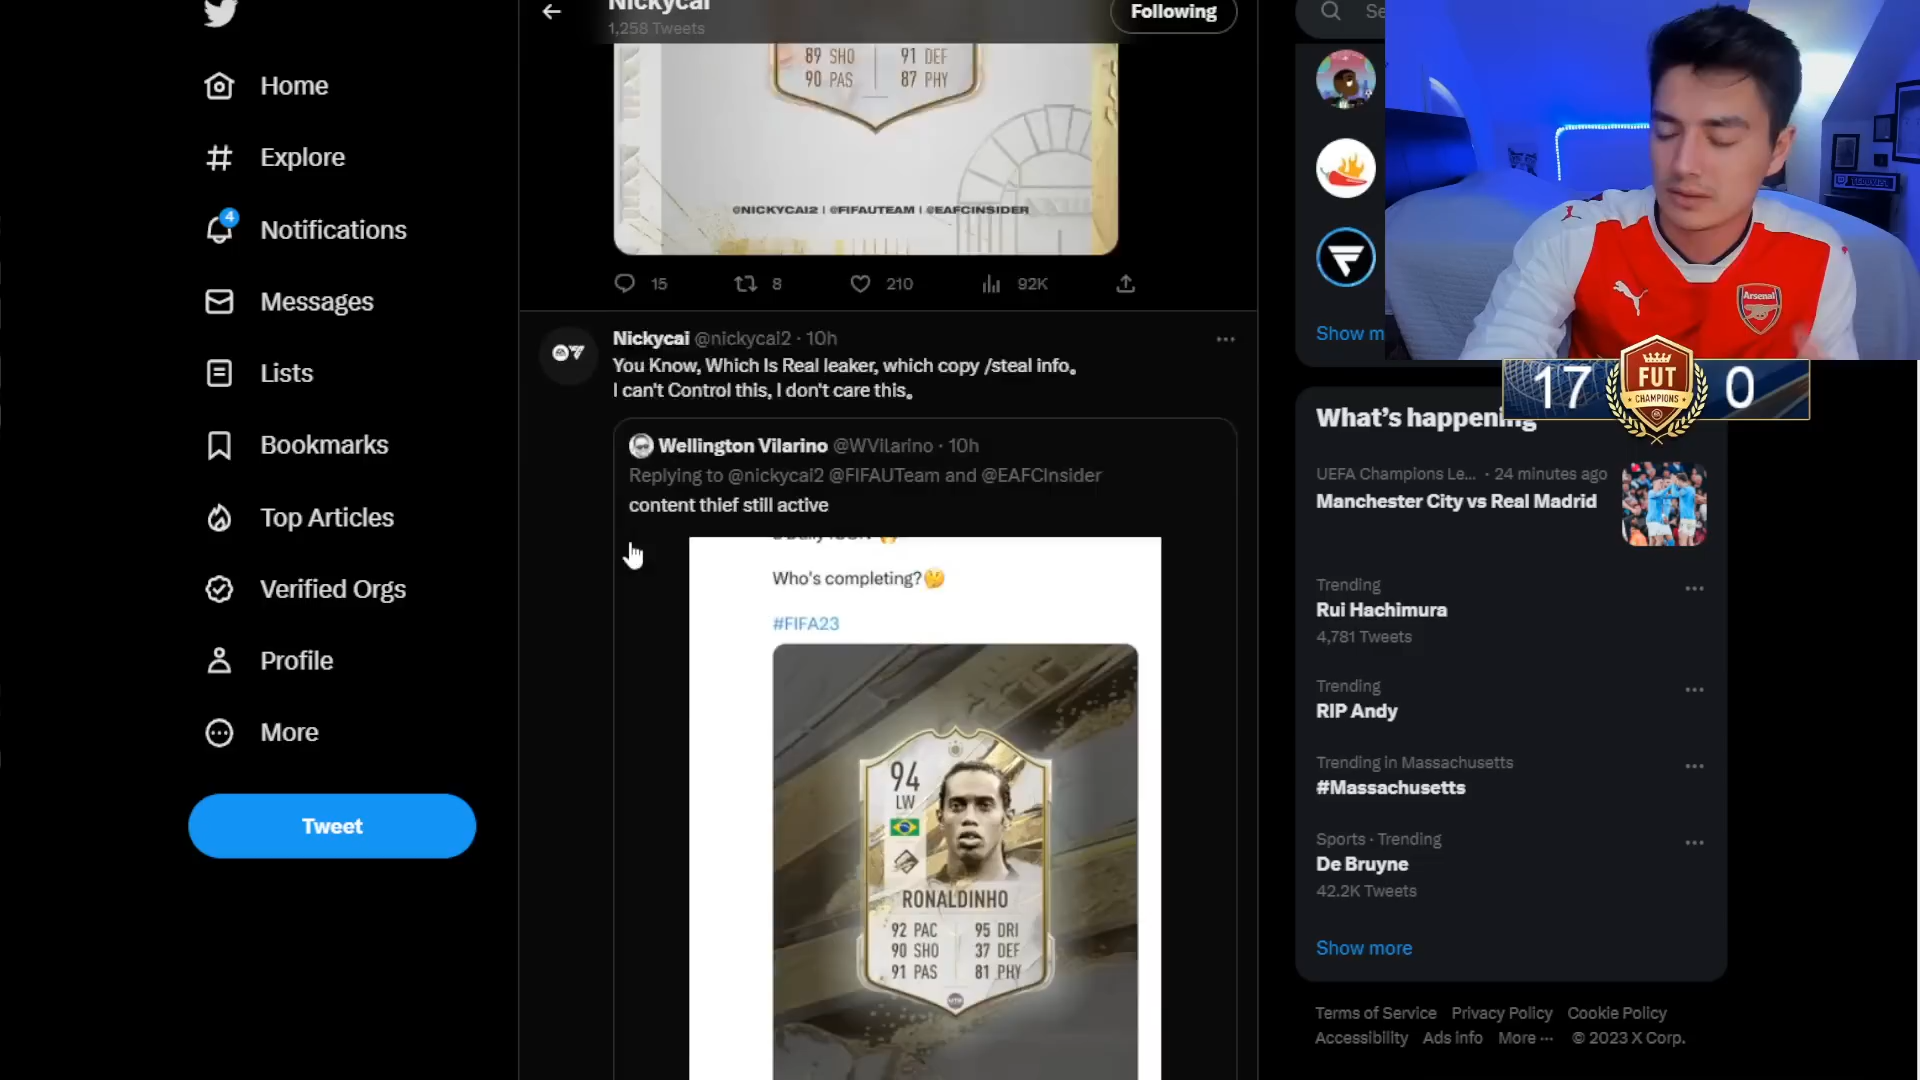 Nickycai
1,258 Tweets
Following
Se
Home
Explore
4
Notifications
Messages
Lists
Bookmarks
Top Articles
Verified Orgs
Profile
More
Tweet
89 SHO
91 DEF
90 PAS
87 PHY
@NICKYCAI2 | @FIFAUTEAM | @EAFCINSIDER
15
8
210
92K
Nickycai @nickycai2 · 10h
You Know, Which Is Real leaker, which copy /steal info。
I can't Control this, I don't care this。
Wellington Vilarino @WVilarino · 10h
Replying to @nickycai2 @FIFAUTeam and @EAFCInsider
content thief still active
Who's completing?🤔
#FIFA23
94
LW
RONALDINHO
92 PAC
95 DRI
90 SHO
37 DEF
91 PAS
81 PHY
Arsenal
17
FUT
CHAMPIONS
0
Show m
What's happening
UEFA Champions Le... · 24 minutes ago
Manchester City vs Real Madrid
Trending
Rui Hachimura
4,781 Tweets
Trending
RIP Andy
Trending in Massachusetts
#Massachusetts
Sports · Trending
De Bruyne
42.2K Tweets
Show more
Terms of Service Privacy Policy Cookie Policy
Accessibility Ads info More ··· © 2023 X Corp.